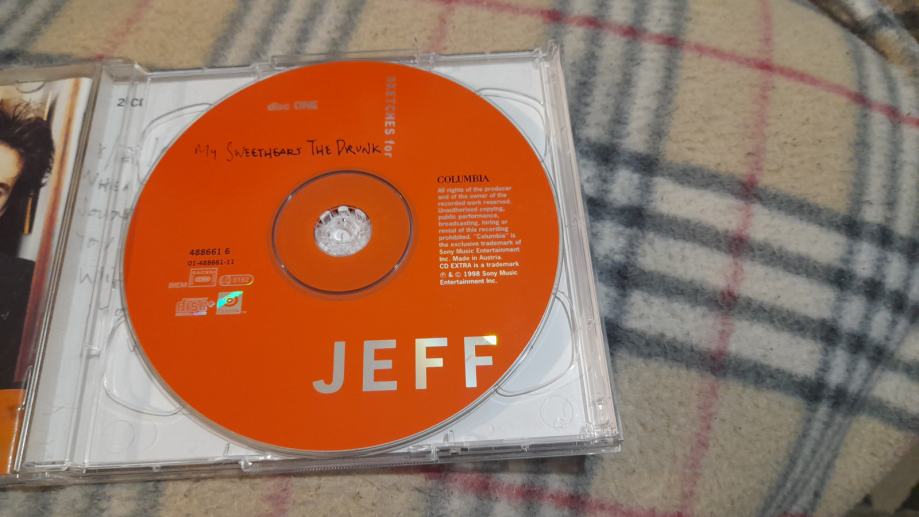 2 CI
disc ONE
SKETCHES for
My SWEETHEART THE DRUNK
COLUMBIA
All rights of the producer
and of the owner of the
recorded work reserved.
Unauthorised copying,
public performance,
broadcasting, hiring or
rental of this recording
prohibited. "Columbia" is
the exclusive trademark of
Sony Music Entertainment
Inc. Made in Austria.
CD EXTRA is a trademark
℗ & © 1998 Sony Music
Entertainment Inc.
488661 6
01-488661-11
BIEM
JEFF